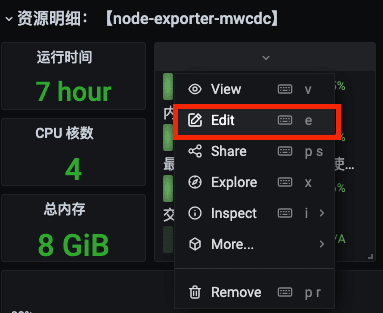 资源明细：【node-exporter-mwcdc】
运行时间
7 hour
CPU 核数
4
总内存
8 GiB
View v
Edit e
Share p s
Explore x
Inspect i
More...
Remove p r
内
最
使...
交
/A